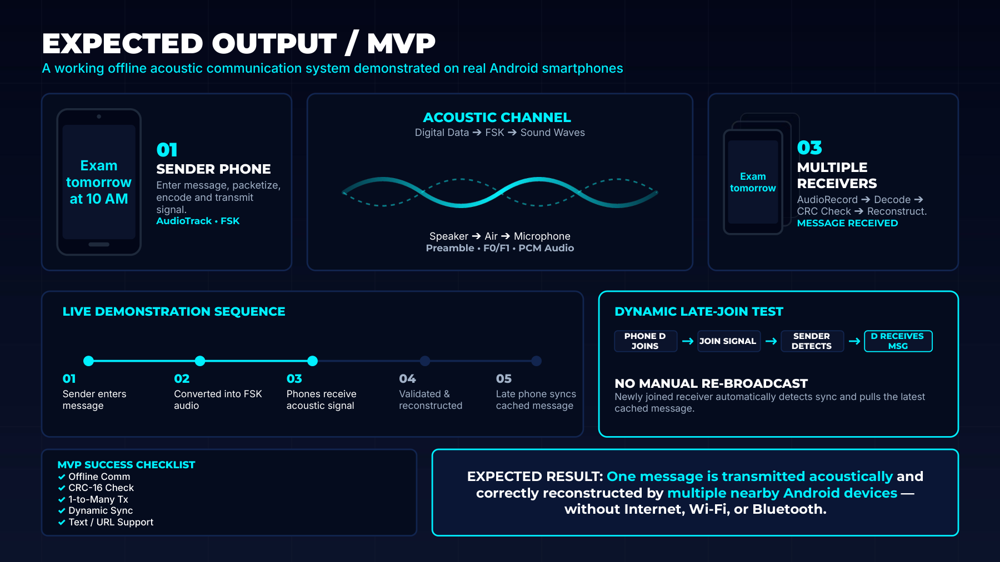 EXPECTED OUTPUT / MVP
A working offline acoustic communication system demonstrated on real Android smartphones
Exam
tomorrow
at 10 AM
01
SENDER PHONE
Enter message, packetize,
encode and transmit
signal.
AudioTrack • FSK
ACOUSTIC CHANNEL
Digital Data → FSK → Sound Waves
Speaker → Air → Microphone
Preamble • F0/F1 • PCM Audio
Exam
tomorrow
03
MULTIPLE
RECEIVERS
AudioRecord → Decode →
CRC Check → Reconstruct.
MESSAGE RECEIVED
LIVE DEMONSTRATION SEQUENCE
01
Sender enters
message
02
Converted into FSK
audio
03
Phones receive
acoustic signal
04
Validated &
reconstructed
05
Late phone syncs
cached message
DYNAMIC LATE-JOIN TEST
PHONE D
JOINS
→
JOIN SIGNAL
→
SENDER
DETECTS
→
D RECEIVES
MSG
NO MANUAL RE-BROADCAST
Newly joined receiver automatically detects sync and pulls the latest
cached message.
MVP SUCCESS CHECKLIST
✔ Offline Comm
✔ CRC-16 Check
✔ 1-to-Many Tx
✔ Dynamic Sync
✔ Text / URL Support
EXPECTED RESULT: One message is transmitted acoustically and
correctly reconstructed by multiple nearby Android devices —
without Internet, Wi-Fi, or Bluetooth.